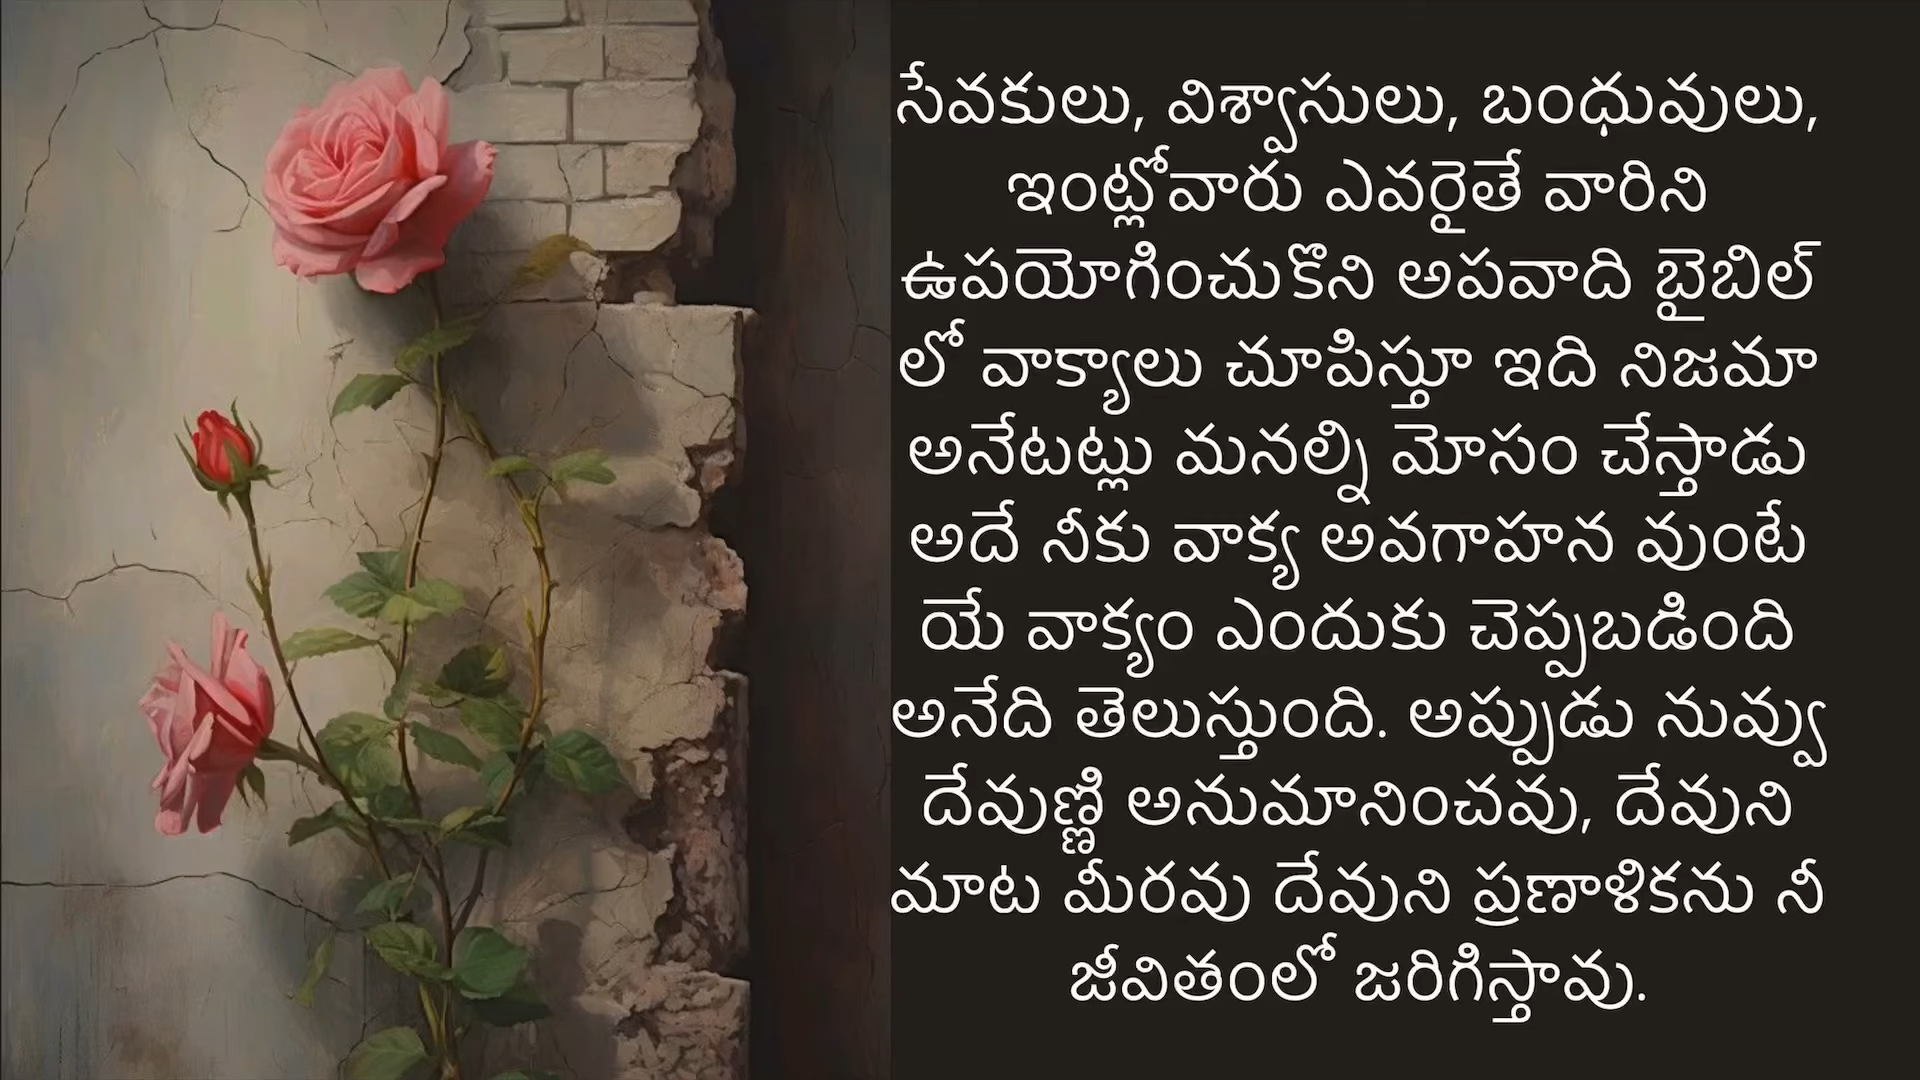 సేవకులు, విశ్వాసులు, బంధువులు,
ఇంట్లోవారు ఎవరైతే వారిని
ఉపయోగించుకొని అపవాది బైబిల్
లో వాక్యాలు చూపిస్తూ ఇది నిజమా
అనేటట్లు మనల్ని మోసం చేస్తాడు
అదే నీకు వాక్య అవగాహన వుంటే
యే వాక్యం ఎందుకు చెప్పబడింది
అనేది తెలుస్తుంది. అప్పుడు నువ్వు
దేవుణ్ణి అనుమానించవు, దేవుని
మాట మీరవు దేవుని ప్రణాళికను నీ
జీవితంలో జరిగిస్తావు.